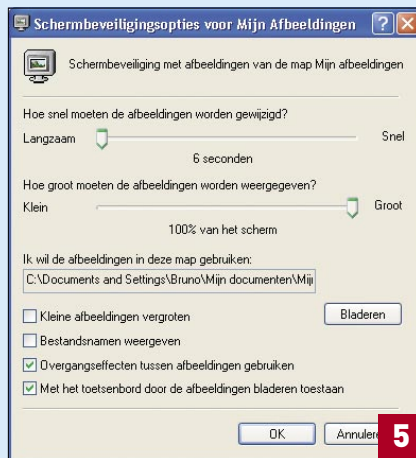 Schermbeveiligingsopties voor Mijn Afbeeldingen
Schermbeveiliging met afbeeldingen van de map Mijn afbeeldingen
Hoe snel moeten de afbeeldingen worden gewijzigd?
Langzaam Snel
6 seconden
Hoe groot moeten de afbeeldingen worden weergegeven?
Klein Groot
100% van het scherm
Ik wil de afbeeldingen in deze map gebruiken:
C:\Documents and Settings\Bruno\Mijn documenten\Mij
Kleine afbeeldingen vergroten Bladeren
Bestandsnamen weergeven
Overgangseffecten tussen afbeeldingen gebruiken
Met het toetsenbord door de afbeeldingen bladeren toestaan
OK Annulere
5